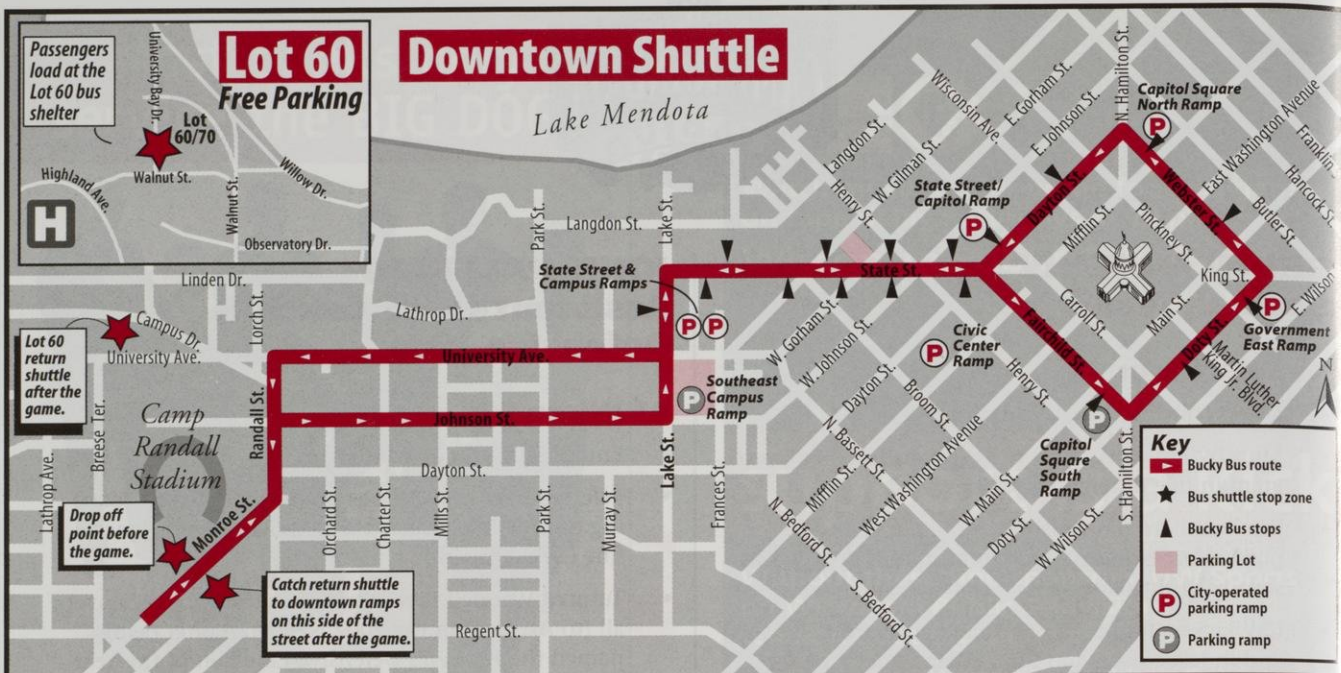 Passengers
load at the
Lot 60 bus
shelter
University Bay Dr.
Lot 60
Free Parking
Lot
60/70
Walnut St.
Highland Ave.
H
Walnut St.
Willow Dr.
Observatory Dr.
Downtown Shuttle
Lake Mendota
Wisconsin Ave.
E. Gorham St.
E. Johnson St.
N. Hamilton St.
Capitol Square
North Ramp
P
East Washington Avenue
Hancock St.
Butler St.
Langdon St.
W. Gilman St.
Henry St.
State Street/
Capitol Ramp
P
Dayton St.
Webster St.
Mifflin St.
Pinckney St.
King St.
Carroll St.
Main St.
Fairchild St.
Doty St.
P
Government
East Ramp
Martin Luther
King Jr. Blvd.
N
Park St.
Lake St.
Langdon St.
State Street &
Campus Ramps
P P
State St.
Linden Dr.
Lorch St.
Lathrop Dr.
Campus Dr.
University Ave.
University Ave.
Lot 60
return
shuttle
after the
game.
Breese Ter.
Lathrop Ave.
Camp
Randall
Stadium
Randall St.
Johnson St.
P
Southeast
Campus
Ramp
W. Gorham St.
W. Johnson St.
Dayton St.
Civic
Center
Ramp
P
Henry St.
Broom St.
N. Bassett St.
Mifflin St.
West Washington Avenue
W. Main St.
Doty St.
W. Wilson St.
P
Capitol
Square
South
Ramp
S. Hamilton St.
Dayton St.
Lake St.
Frances St.
N. Bedford St.
S. Bedford St.
Orchard St.
Charter St.
Mills St.
Park St.
Murray St.
Monroe St.
Drop off
point before
the game.
Catch return shuttle
to downtown ramps
on this side of the
street after the game.
Regent St.
Key
Bucky Bus route
Bus shuttle stop zone
Bucky Bus stops
Parking Lot
P City-operated
parking ramp
P Parking ramp